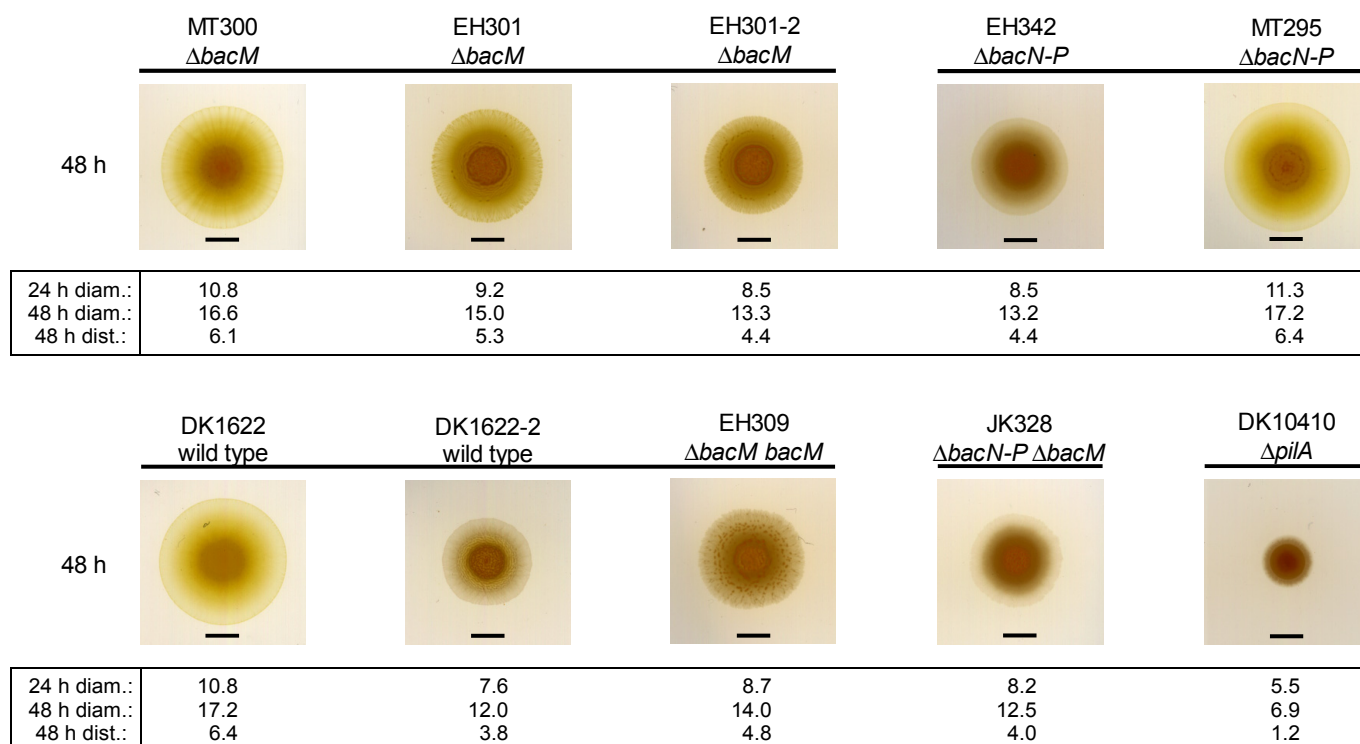 MT300 EH301 EH301-2 EH342 MT295
ΔbacM ΔbacM ΔbacM ΔbacN-P ΔbacN-P
48 h
24 h diam.: 10.8 9.2 8.5 8.5 11.3
48 h diam.: 16.6 15.0 13.3 13.2 17.2
48 h dist.: 6.1 5.3 4.4 4.4 6.4
DK1622 DK1622-2 EH309 JK328 DK10410
wild type wild type ΔbacM bacM ΔbacN-P ΔbacM ΔpilA
48 h
24 h diam.: 10.8 7.6 8.7 8.2 5.5
48 h diam.: 17.2 12.0 14.0 12.5 6.9
48 h dist.: 6.4 3.8 4.8 4.0 1.2